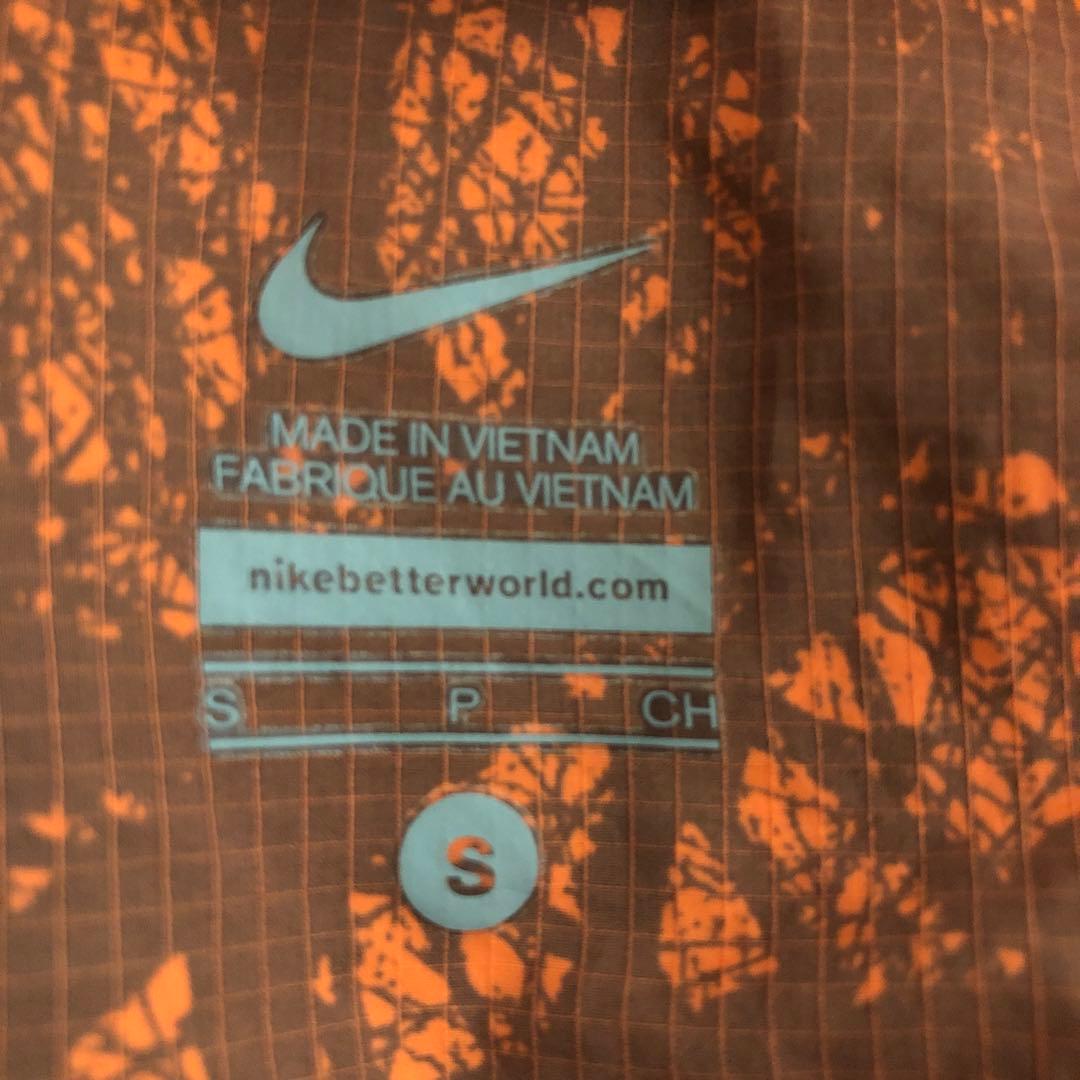 MADE IN VIETNAM
FABRIQUE AU VIETNAM
nikebetterworld.com
S P CH
S